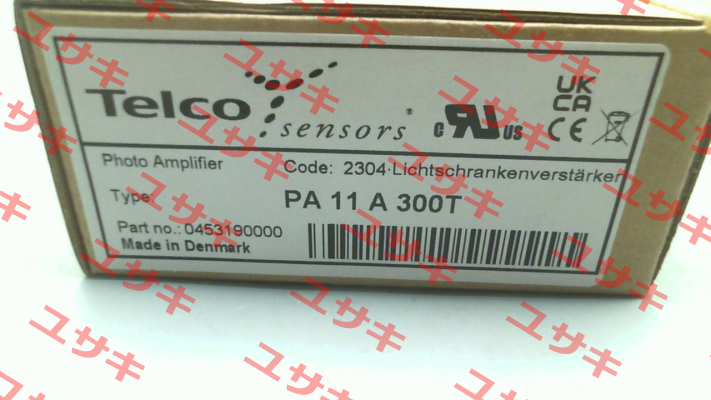 Telco
sensors
UK
CA
c RU US
CE
Photo Amplifier
Code: 2304·Lichtschrankenverstärker
Type:
PA 11 A 300T
Part no.: 0453190000
Made in Denmark
ユサキ